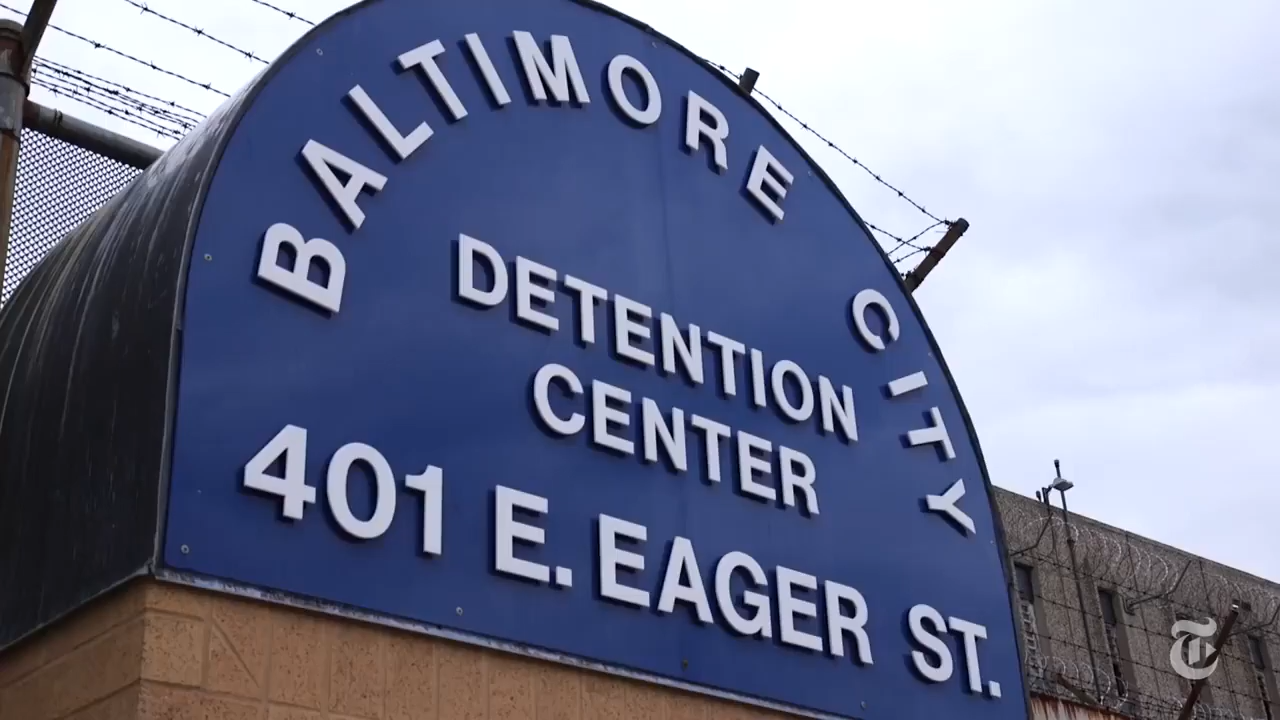 BALTIMORE CITY
DETENTION
CENTER
401 E. EAGER ST.
T